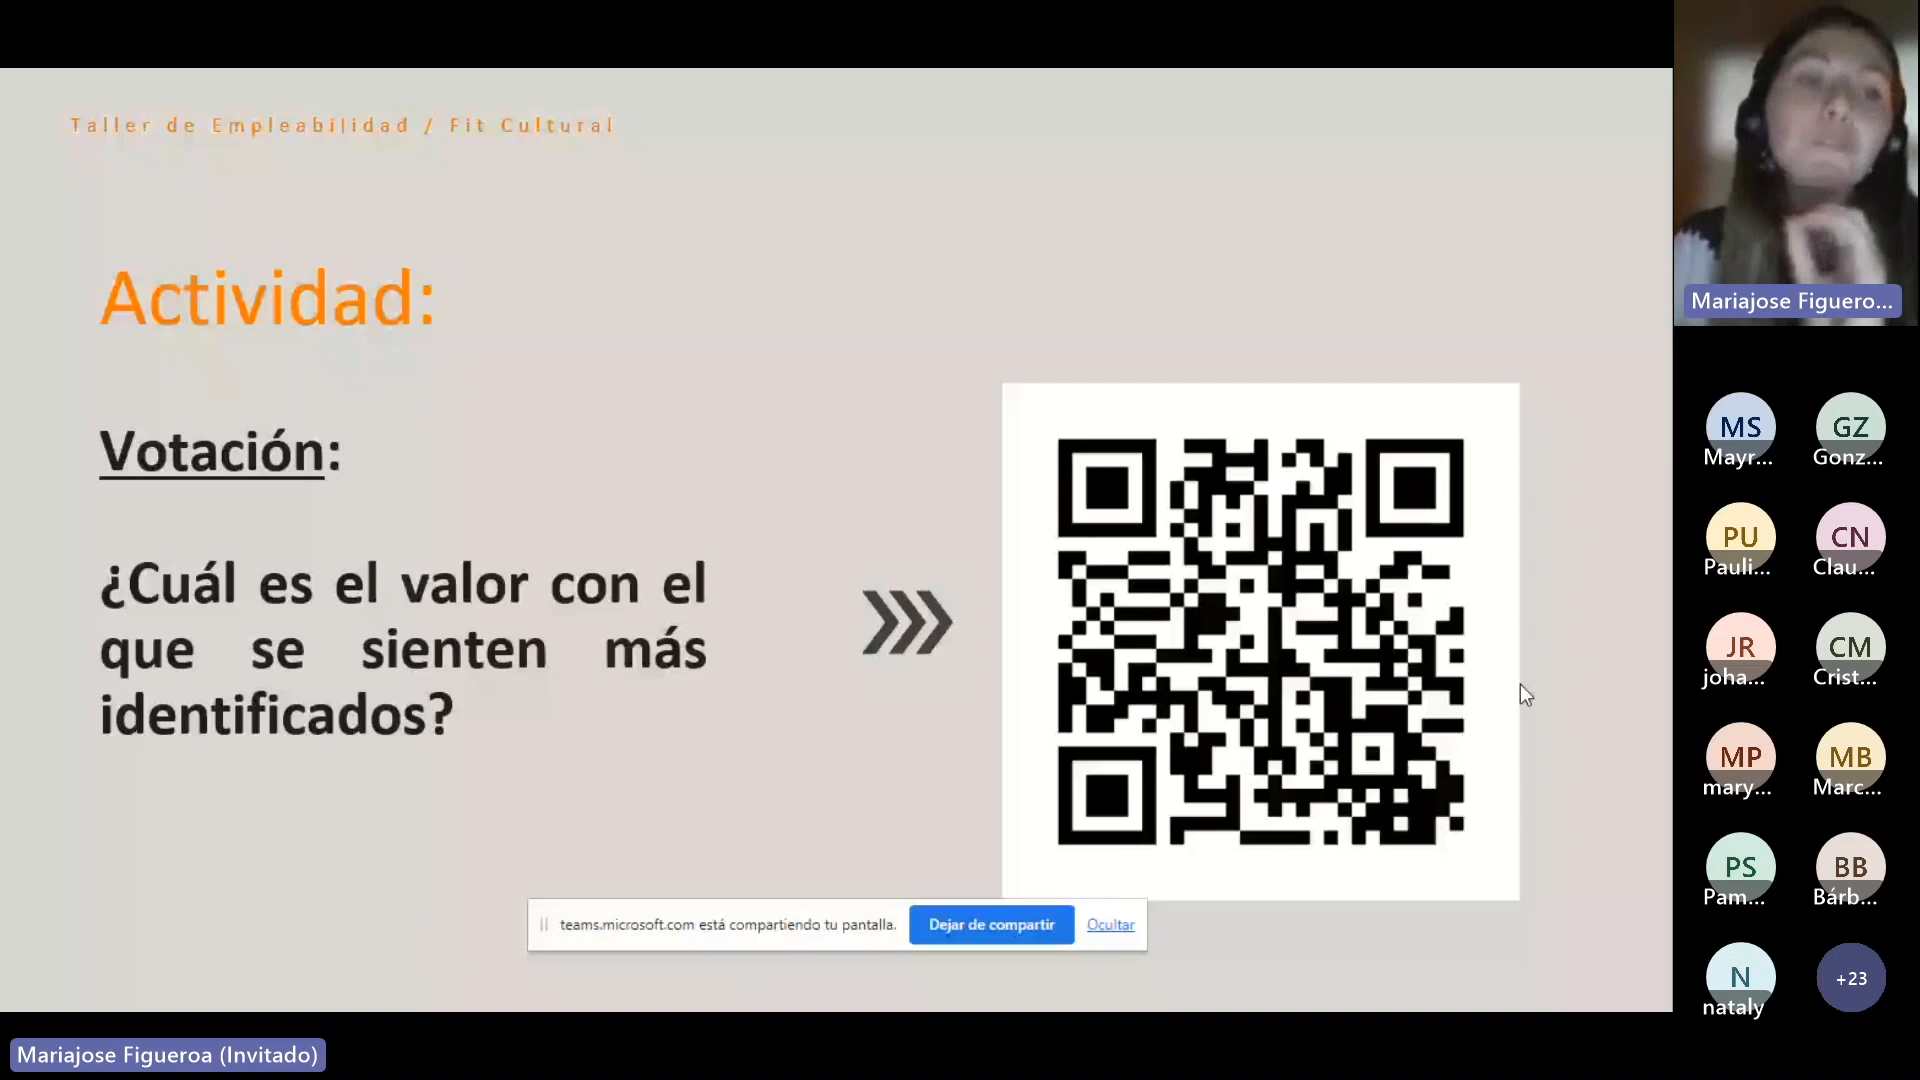 Taller de Empleabilidad / Fit Cultural
Actividad:
Votación:
¿Cuál es el valor con el
que se sienten más
identificados?
teams.microsoft.com está compartiendo tu pantalla.
Dejar de compartir
Ocultar
Mariajose Figuero...
MS
GZ
Mayr...
Gonz...
PU
CN
Pauli...
Clau...
JR
CM
joha...
Crist...
MP
MB
mary...
Marc...
PS
BB
Pam...
Bárb...
N
+23
nataly
Mariajose Figueroa (Invitado)